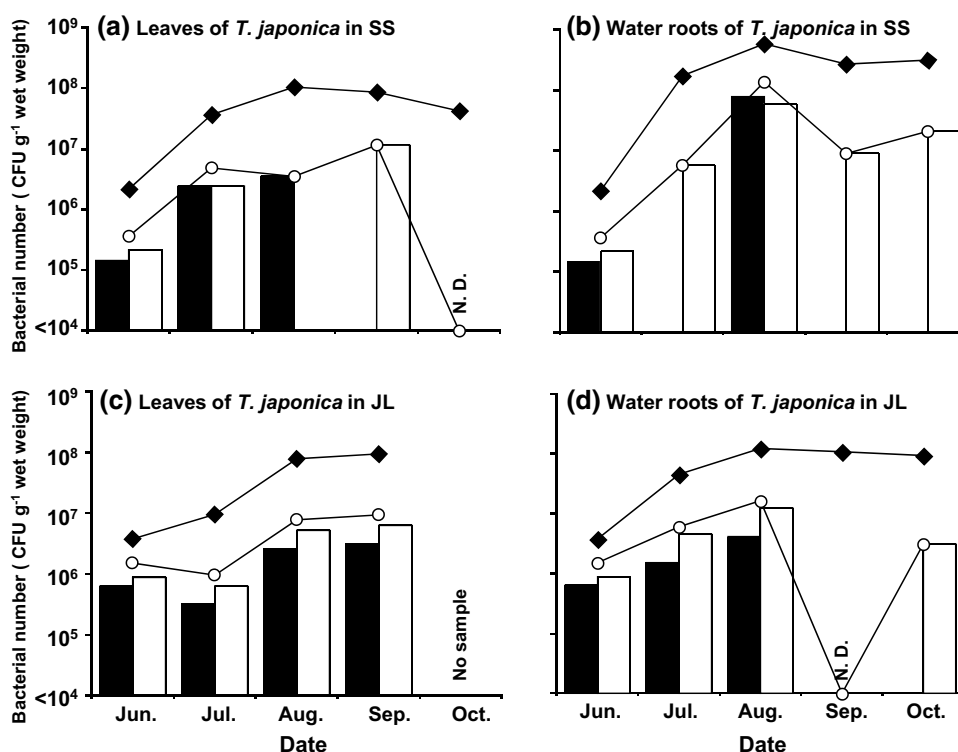 (a) Leaves of T. japonica in SS
(b) Water roots of T. japonica in SS
Bacterial number ( CFU g⁻¹ wet weight)
10⁹
10⁸
10⁷
10⁶
10⁵
<10⁴
N. D.
(c) Leaves of T. japonica in JL
(d) Water roots of T. japonica in JL
Bacterial number ( CFU g⁻¹ wet weight)
10⁹
10⁸
10⁷
10⁶
10⁵
<10⁴
No sample
N. D.
Jun. Jul. Aug. Sep. Oct.
Jun. Jul. Aug. Sep. Oct.
Date
Date